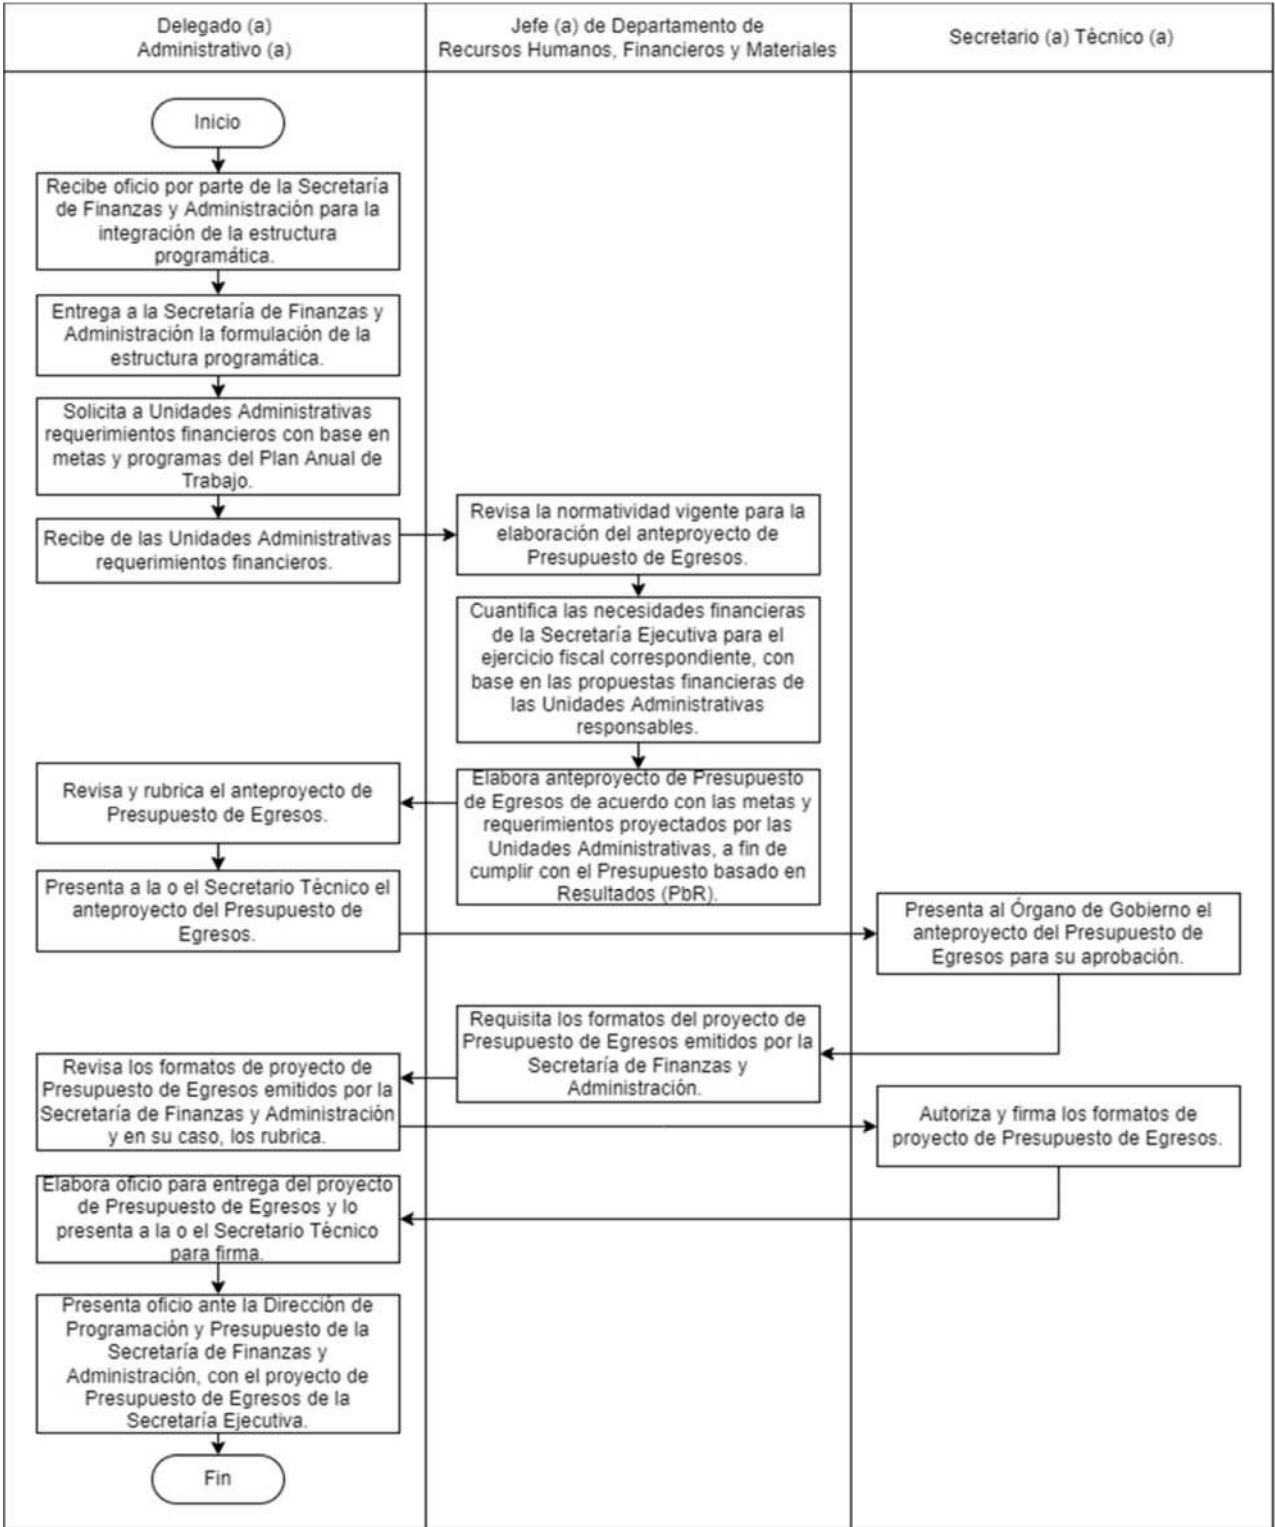 Delegado (a)
Administrativo (a)
Jefe (a) de Departamento de
Recursos Humanos, Financieros y Materiales
Secretario (a) Técnico (a)
Inicio
Recibe oficio por parte de la Secretaría
de Finanzas y Administración para la
integración de la estructura
programática.
Entrega a la Secretaría de Finanzas y
Administración la formulación de la
estructura programática.
Solicita a Unidades Administrativas
requerimientos financieros con base en
metas y programas del Plan Anual de
Trabajo.
Recibe de las Unidades Administrativas
requerimientos financieros.
Revisa la normatividad vigente para la
elaboración del anteproyecto de
Presupuesto de Egresos.
Cuantifica las necesidades financieras
de la Secretaría Ejecutiva para el
ejercicio fiscal correspondiente, con
base en las propuestas financieras de
las Unidades Administrativas
responsables.
Elabora anteproyecto de Presupuesto
de Egresos de acuerdo con las metas y
requerimientos proyectados por las
Unidades Administrativas, a fin de
cumplir con el Presupuesto basado en
Resultados (PbR).
Revisa y rubrica el anteproyecto de
Presupuesto de Egresos.
Presenta a la o el Secretario Técnico el
anteproyecto del Presupuesto de
Egresos.
Presenta al Órgano de Gobierno el
anteproyecto del Presupuesto de
Egresos para su aprobación.
Requisita los formatos del proyecto de
Presupuesto de Egresos emitidos por la
Secretaría de Finanzas y
Administración.
Revisa los formatos de proyecto de
Presupuesto de Egresos emitidos por la
Secretaría de Finanzas y Administración
y en su caso, los rubrica.
Autoriza y firma los formatos de
proyecto de Presupuesto de Egresos.
Elabora oficio para entrega del proyecto
de Presupuesto de Egresos y lo
presenta a la o el Secretario Técnico
para firma.
Presenta oficio ante la Dirección de
Programación y Presupuesto de la
Secretaría de Finanzas y
Administración, con el proyecto de
Presupuesto de Egresos de la
Secretaría Ejecutiva.
Fin